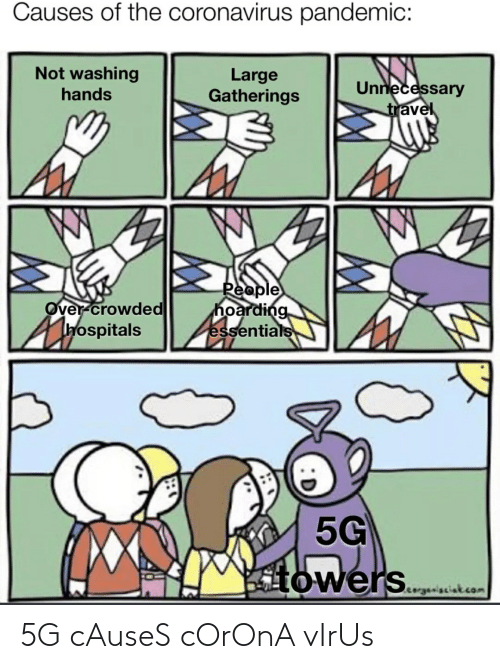 Causes of the coronavirus pandemic:
Not washing
hands
Large
Gatherings
Unnecessary
travel
Over-crowded
hospitals
People
hoarding
essentials
5G
towers
5G cAuseS cOrOnA vIrUs